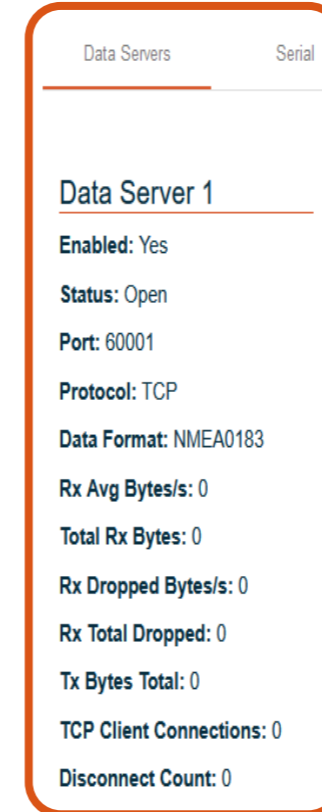 Data Servers Serial
Data Server 1
Enabled: Yes
Status: Open
Port: 60001
Protocol: TCP
Data Format: NMEA0183
Rx Avg Bytes/s: 0
Total Rx Bytes: 0
Rx Dropped Bytes/s: 0
Rx Total Dropped: 0
Tx Bytes Total: 0
TCP Client Connections: 0
Disconnect Count: 0